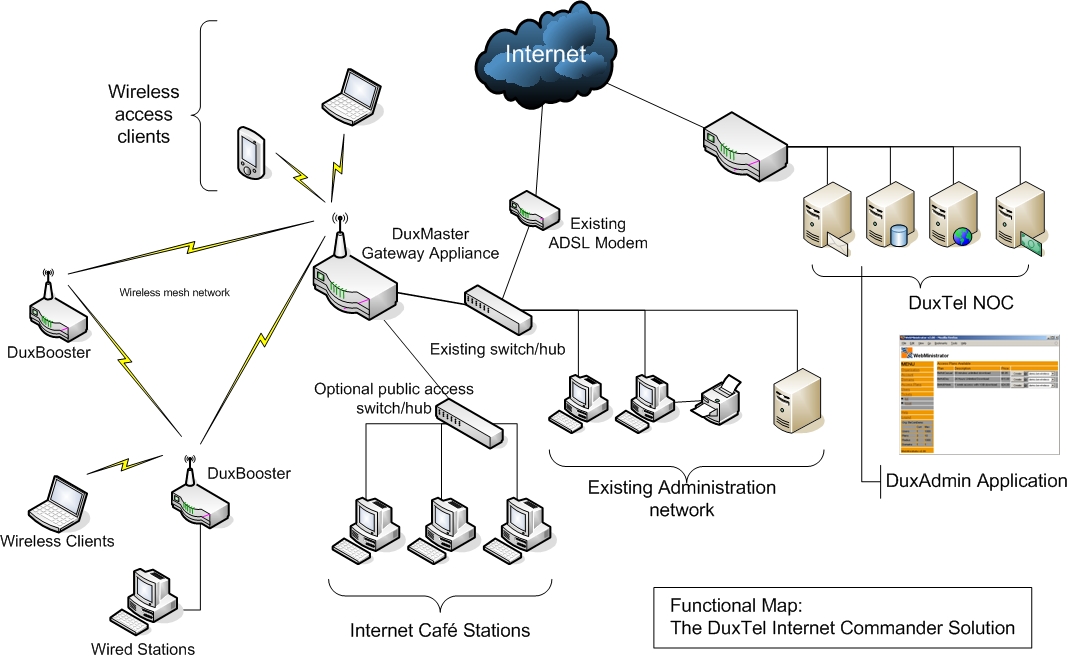 Internet
Wireless
access
clients
DuxMaster
Gateway Appliance
Existing
ADSL Modem
DuxTel NOC
Wireless mesh network
DuxBooster
Existing switch/hub
Optional public access
switch/hub
WebMinistrator
MENU
DuxBooster
Existing Administration
network
DuxAdmin Application
Wireless Clients
Wired Stations
Internet Café Stations
Functional Map:
The DuxTel Internet Commander Solution